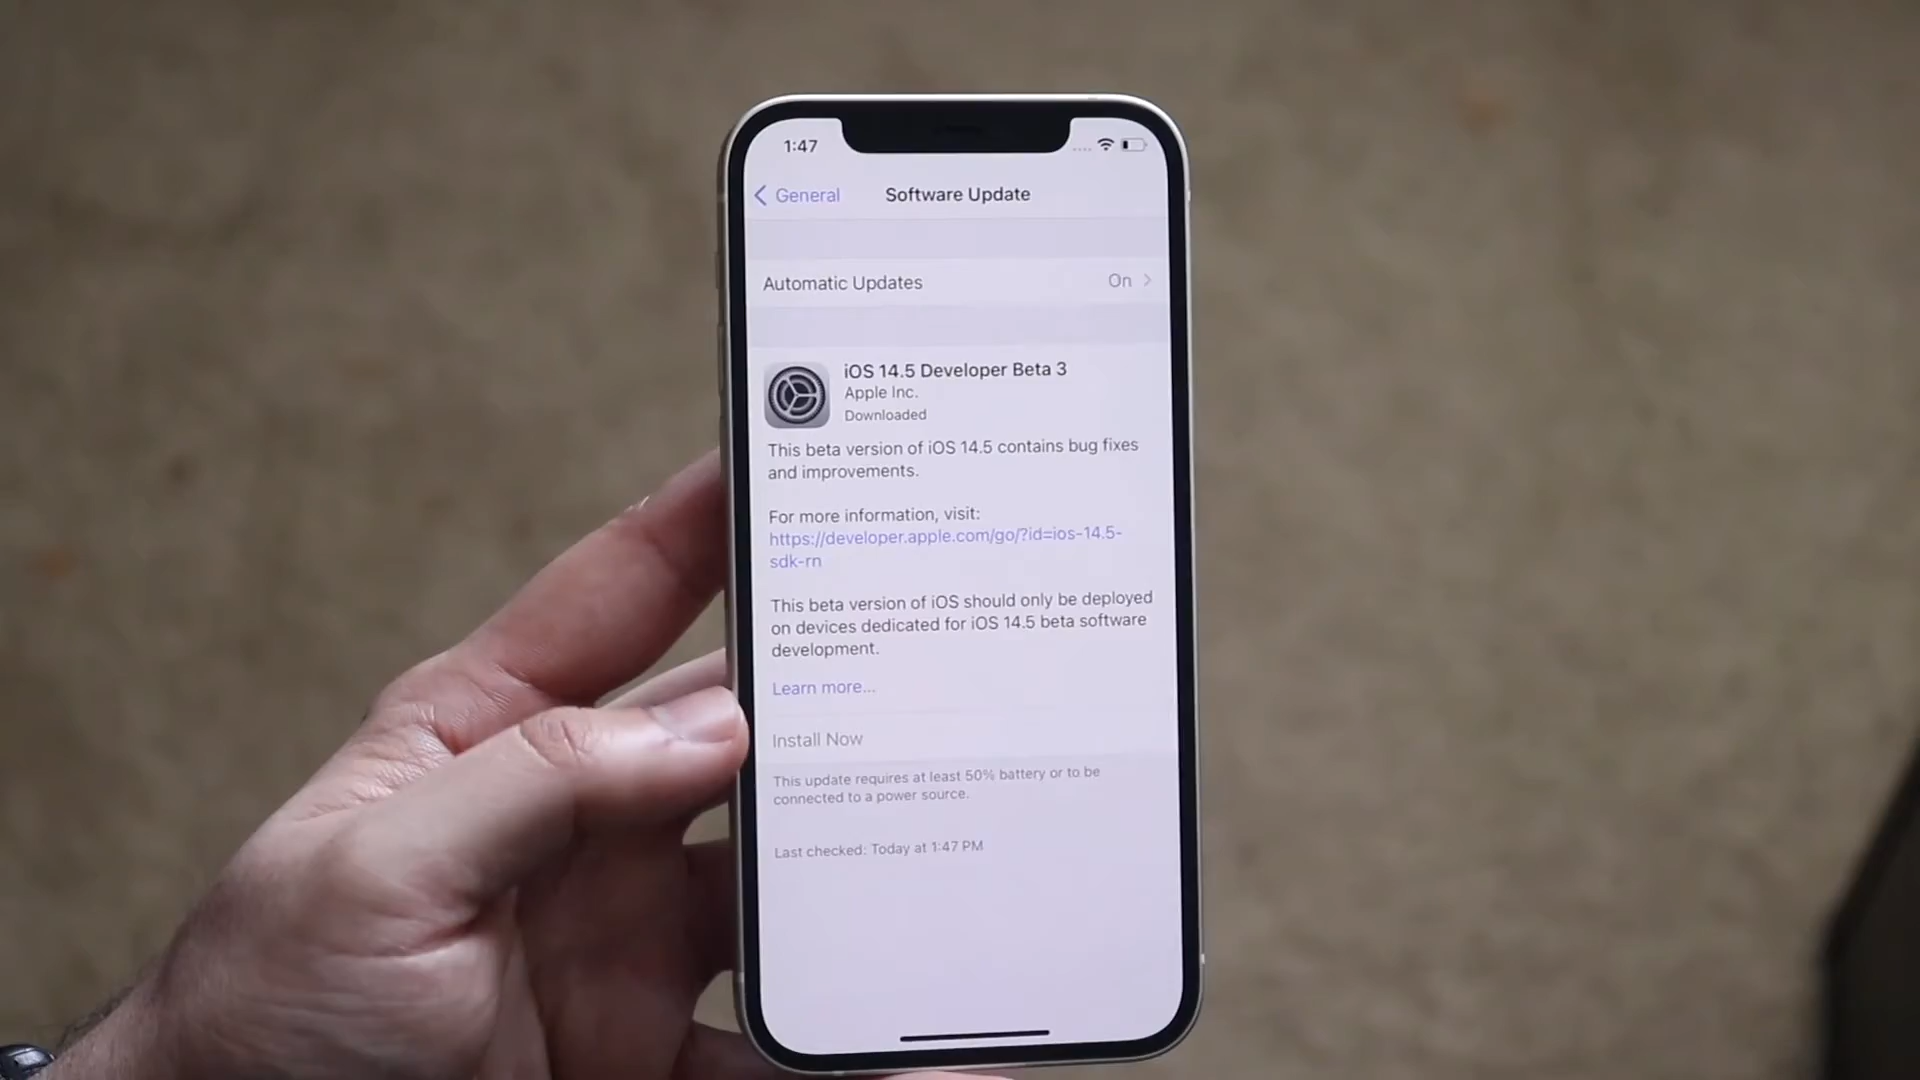 1:47
General
Software Update
Automatic Updates
On
iOS 14.5 Developer Beta 3
Apple Inc.
Downloaded
This beta version of iOS 14.5 contains bug fixes
and improvements.
For more information, visit:
https://developer.apple.com/go/?id=ios-14.5-
sdk-rn
This beta version of iOS should only be deployed
on devices dedicated for iOS 14.5 beta software
development.
Learn more...
Install Now
This update requires at least 50% battery or to be
connected to a power source.
Last checked: Today at 1:47 PM